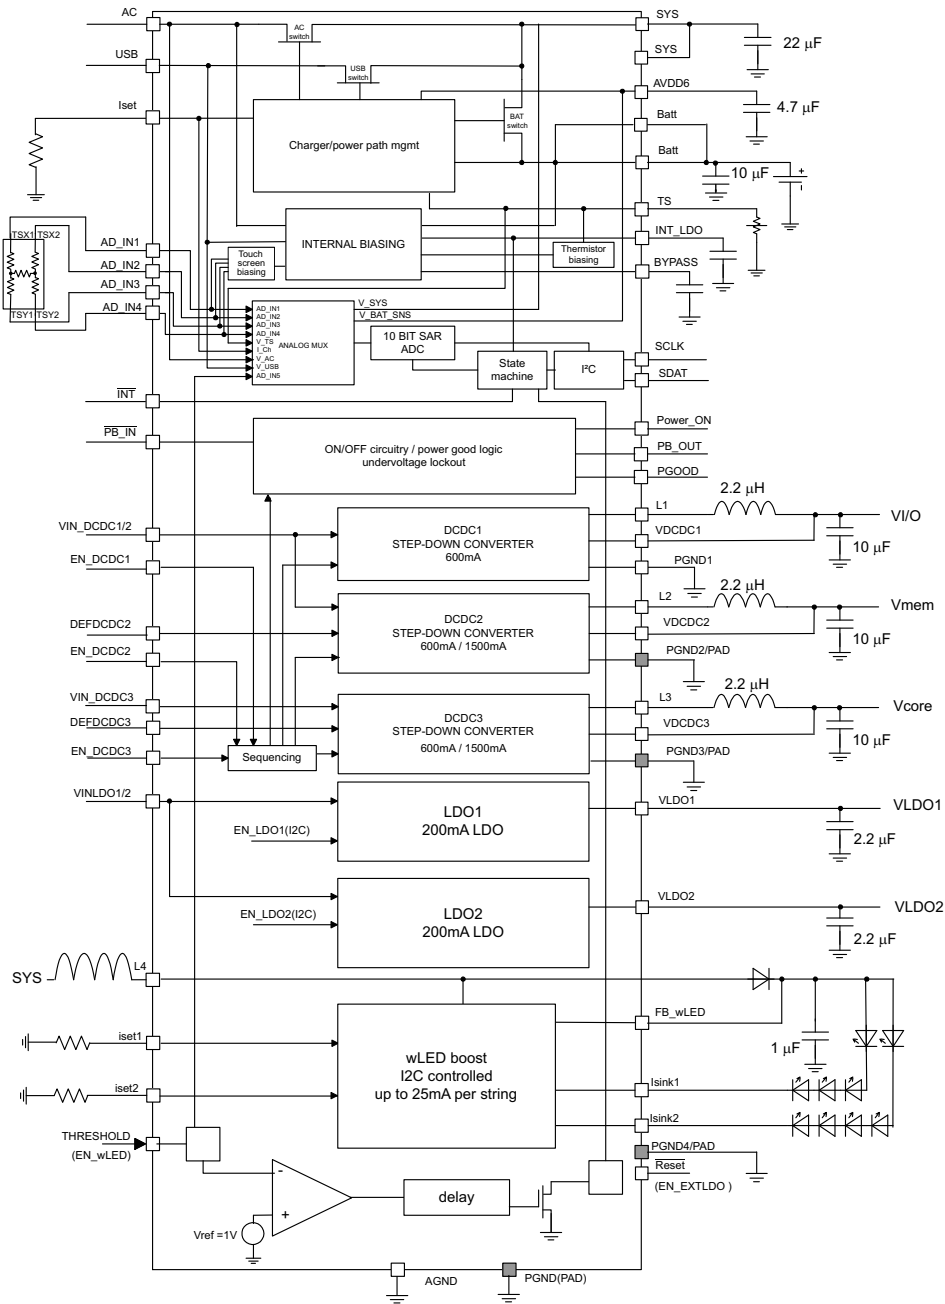 AC
SYS
AC
switch
22 μF
SYS
USB
USB
switch
AVDD6
Iset
4.7 μF
Batt
BAT
switch
Charger/power path mgmt
Batt
10 μF
+
-
TS
TSX1
TSX2
AD_IN1
INT_LDO
INTERNAL BIASING
Touch
screen
biasing
Thermistor
biasing
AD_IN2
BYPASS
AD_IN3
AD_IN4
TSY1
TSY2
V_SYS
V_BAT_SNS
AD_IN1
AD_IN2
AD_IN3
AD_IN4
V_TS
I_Ch
V_AC
V_USB
AD_IN5
ANALOG MUX
10 BIT SAR
ADC
State
machine
I²C
SCLK
SDAT
INT
Power_ON
PB_IN
ON/OFF circuitry / power good logic
undervoltage lockout
PB_OUT
PGOOD
2.2 μH
L1
VI/O
VIN_DCDC1/2
DCDC1
STEP-DOWN CONVERTER
600mA
VDCDC1
10 μF
EN_DCDC1
PGND1
2.2 μH
L2
Vmem
DEFDCDC2
DCDC2
STEP-DOWN CONVERTER
600mA / 1500mA
VDCDC2
10 μF
EN_DCDC2
PGND2/PAD
2.2 μH
VIN_DCDC3
L3
Vcore
DEFDCDC3
DCDC3
STEP-DOWN CONVERTER
600mA / 1500mA
VDCDC3
10 μF
EN_DCDC3
Sequencing
PGND3/PAD
VINLDO1/2
VLDO1
VLDO1
LDO1
200mA LDO
EN_LDO1(I2C)
2.2 μF
VLDO2
VLDO2
LDO2
200mA LDO
EN_LDO2(I2C)
2.2 μF
SYS
L4
FB_wLED
iset1
1 μF
wLED boost
I2C controlled
up to 25mA per string
iset2
Isink1
Isink2
THRESHOLD
(EN_wLED)
PGND4/PAD
Reset
(EN_EXTLDO )
-
+
delay
Vref =1V
AGND
PGND(PAD)